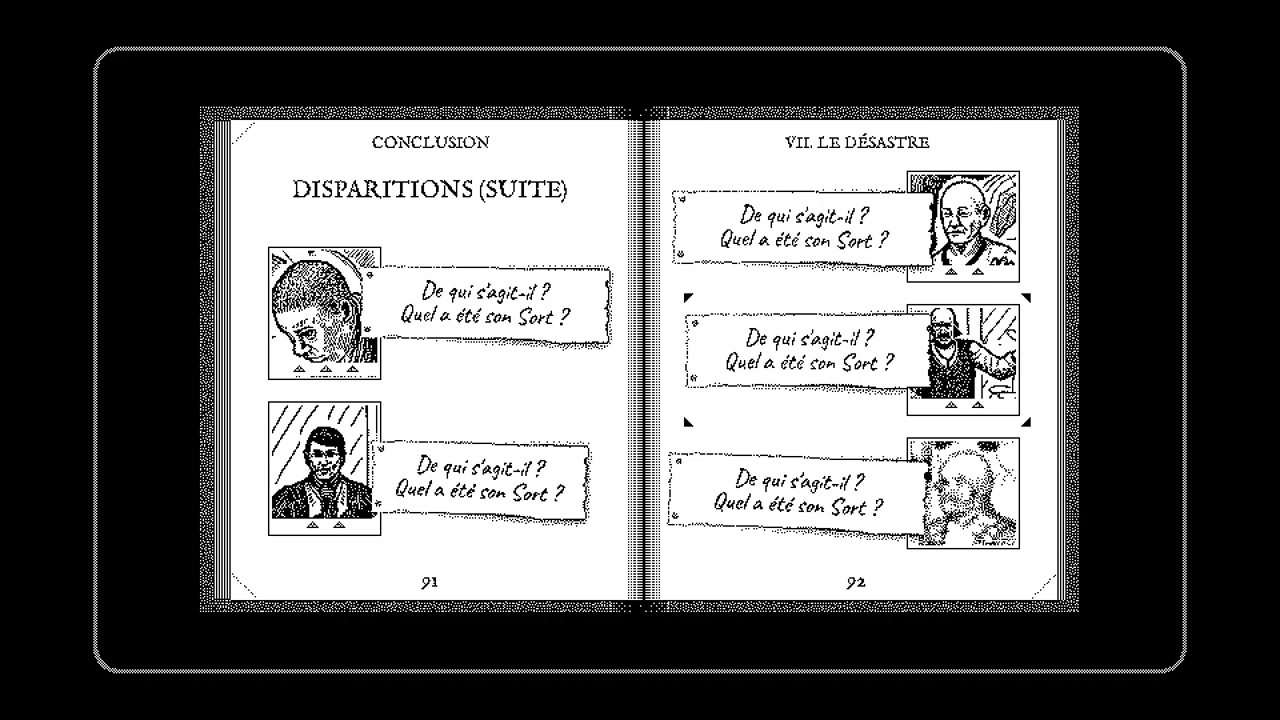 CONCLUSION
DISPARITIONS (SUITE)
De qui s'agit-il ?
Quel a été son Sort ?
De qui s'agit-il ?
Quel a été son Sort ?
91
VII. LE DÉSASTRE
De qui s'agit-il ?
Quel a été son Sort ?
De qui s'agit-il ?
Quel a été son Sort ?
De qui s'agit-il ?
Quel a été son Sort ?
92